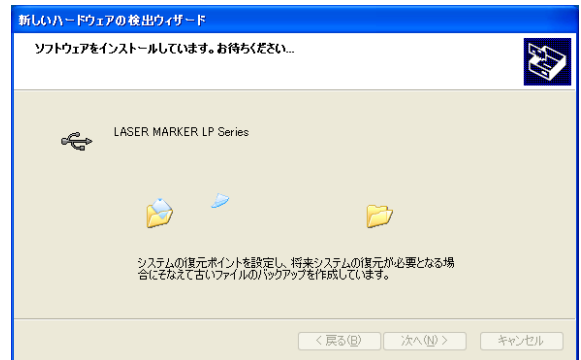 新しいハードウェアの検出ウィザード
ソフトウェアをインストールしています。お待ちください...
LASER MARKER LP Series
システムの復元ポイントを設定し、将来システムの復元が必要となる場
合にそなえて古いファイルのバックアップを作成しています。
< 戻る(B) 次へ(N) > キャンセル